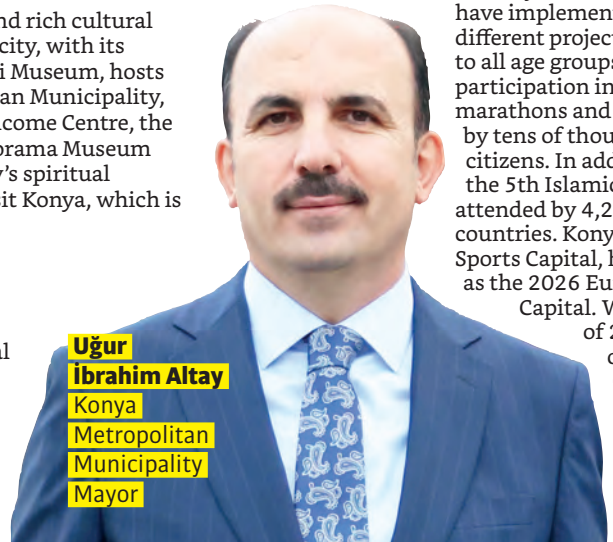 nd rich cultural
city, with its
i Museum, hosts
an Municipality,
come Centre, the
orama Museum
y’s spiritual
sit Konya, which is
al
Uğur
İbrahim Altay
Konya
Metropolitan
Municipality
Mayor
have implemen
different project
to all age groups
participation in
marathons and
by tens of thou
citizens. In add
the 5th Islamic
attended by 4,2
countries. Kony
Sports Capital, h
as the 2026 Eu
Capital. W
of 2